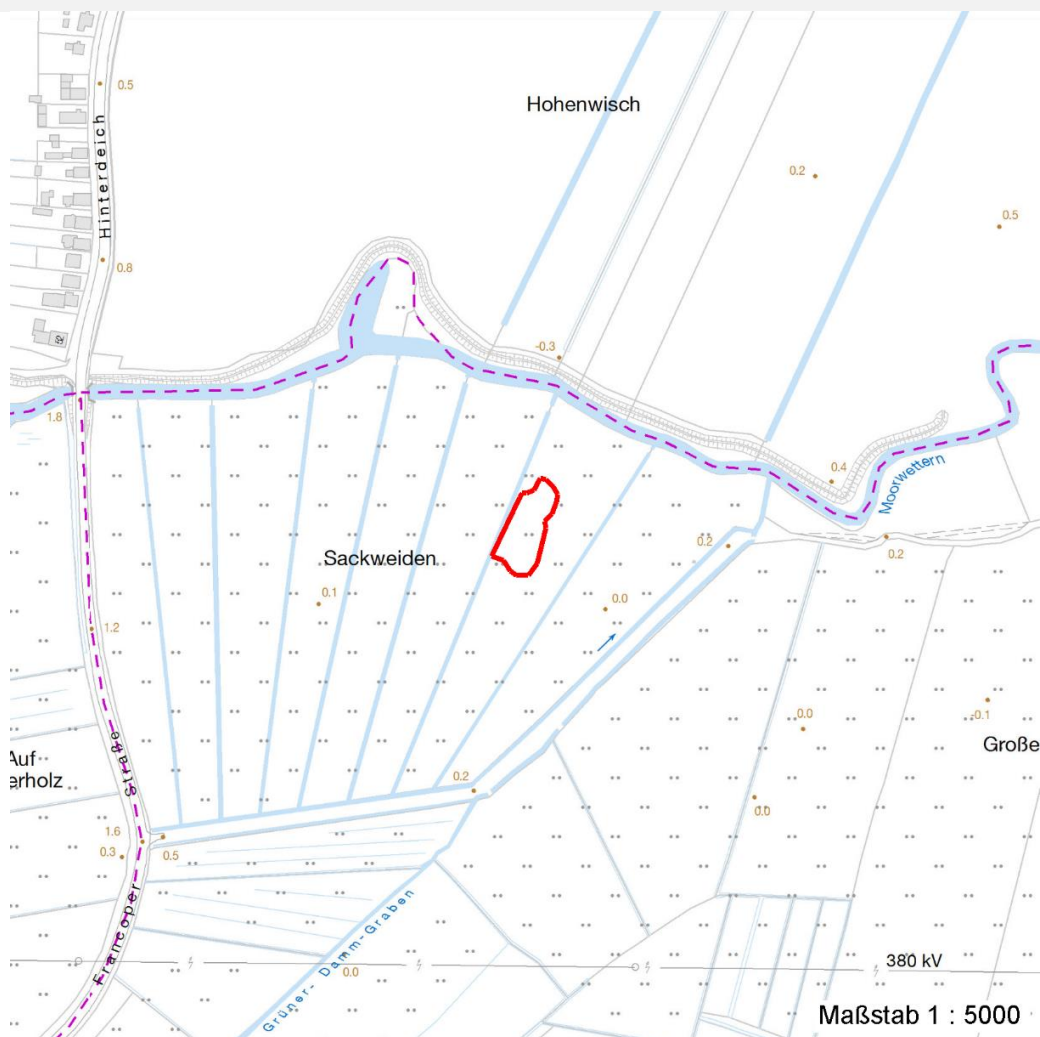 Hohenwisch
0.5
Hinterdeich
0.2
0.5
0.8
52
-0.3
1.8
0.4
Moorwettern
0.2
0.2
Sackweiden
0.1
0.0
1.2
-0.1
0.0
Große
Auf
erholz
Straße
0.2
0.0
1.6
0.3
0.5
Francoper
Grüner- Damm-Graben
0.0
380 kV
Maßstab 1 : 5000